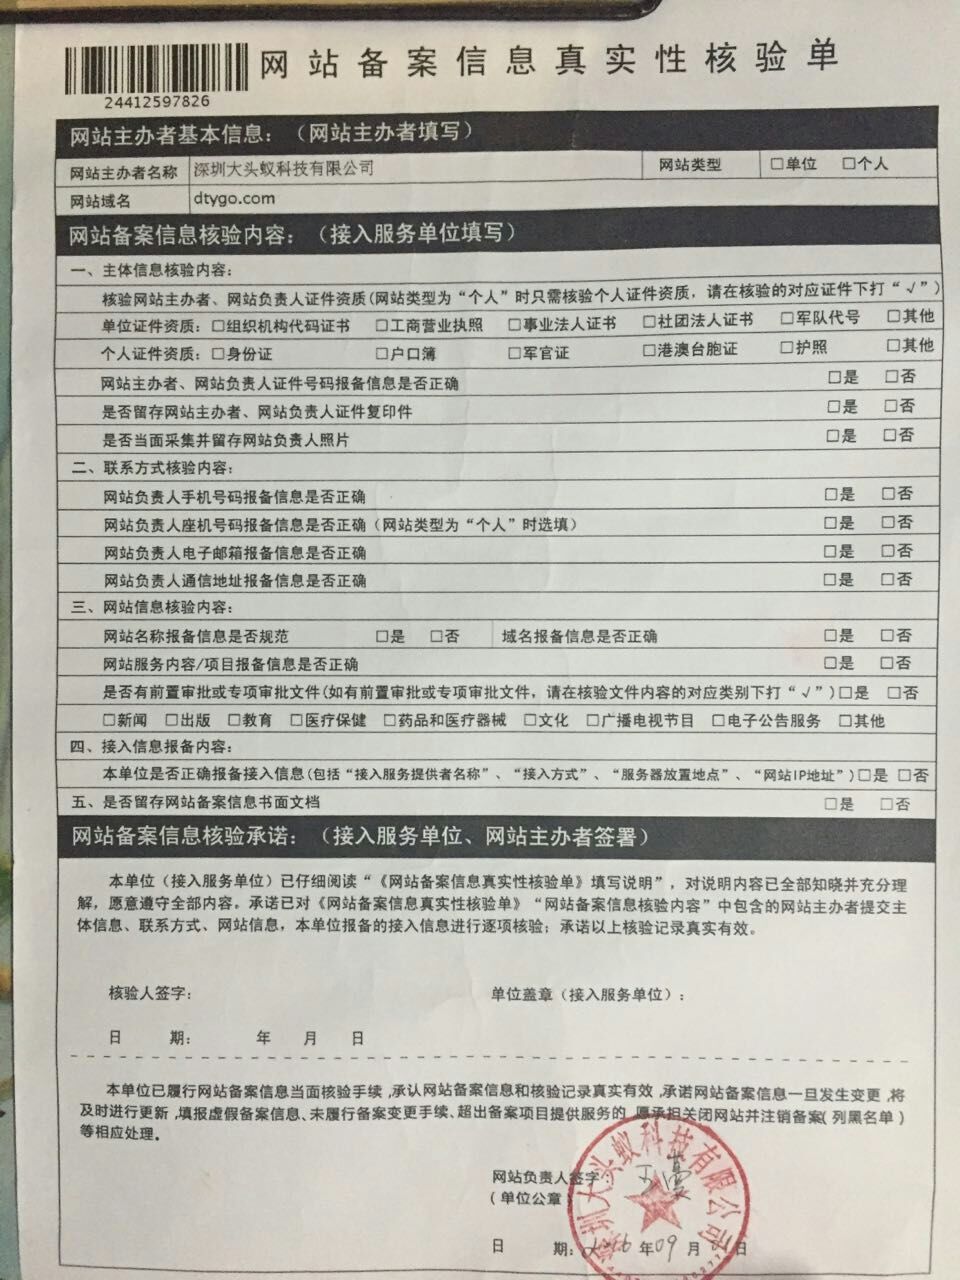 网站备案信息真实性核验单
24412597826
网站主办者基本信息：（网站主办者填写）
网站主办者名称 深圳大头蚁科技有限公司 网站类型 □单位 □个人
网站域名 dtygo.com
网站备案信息核验内容：（接入服务单位填写）
一、主体信息核验内容：
核验网站主办者、网站负责人证件资质(网站类型为“个人”时只需核验个人证件资质，请在核验的对应证件下打“√”)
单位证件资质：□组织机构代码证书 □工商营业执照 □事业法人证书 □社团法人证书 □军队代号 □其他
个人证件资质：□身份证 □户口簿 □军官证 □港澳台胞证 □护照 □其他
网站主办者、网站负责人证件号码报备信息是否正确 □是 □否
是否留存网站主办者、网站负责人证件复印件 □是 □否
是否当面采集并留存网站负责人照片 □是 □否
二、联系方式核验内容：
网站负责人手机号码报备信息是否正确 □是 □否
网站负责人座机号码报备信息是否正确（网站类型为“个人”时选填） □是 □否
网站负责人电子邮箱报备信息是否正确 □是 □否
网站负责人通信地址报备信息是否正确 □是 □否
三、网站信息核验内容：
网站名称报备信息是否规范 □是 □否 域名报备信息是否正确 □是 □否
网站服务内容/项目报备信息是否正确 □是 □否
是否有前置审批或专项审批文件(如有前置审批或专项审批文件，请在核验文件内容的对应类别下打“√”)□是 □否
□新闻 □出版 □教育 □医疗保健 □药品和医疗器械 □文化 □广播电视节目 □电子公告服务 □其他
四、接入信息报备内容：
本单位是否正确报备接入信息(包括“接入服务提供者名称”、“接入方式”、“服务器放置地点”、“网站IP地址”)□是 □否
五、是否留存网站备案信息书面文档 □是 □否
网站备案信息核验承诺：（接入服务单位、网站主办者签署）
本单位（接入服务单位）已仔细阅读“《网站备案信息真实性核验单》填写说明”，对说明内容已全部知晓并充分理
解，愿意遵守全部内容。承诺已对《网站备案信息真实性核验单》“网站备案信息核验内容”中包含的网站主办者提交主
体信息、联系方式、网站信息，本单位报备的接入信息进行逐项核验；承诺以上核验记录真实有效。
核验人签字： 单位盖章（接入服务单位）：
日 期： 年 月 日
本单位已履行网站备案信息当面核验手续,承认网站备案信息和核验记录真实有效,承诺网站备案信息一旦发生变更,将
及时进行更新,填报虚假备案信息、未履行备案变更手续、超出备案项目提供服务的,愿承担关闭网站并注销备案(列黑名单)
等相应处理。
网站负责人签字
（单位公章）
深圳大头蚁科技有限公司
日 期：2016 年 09 月 日